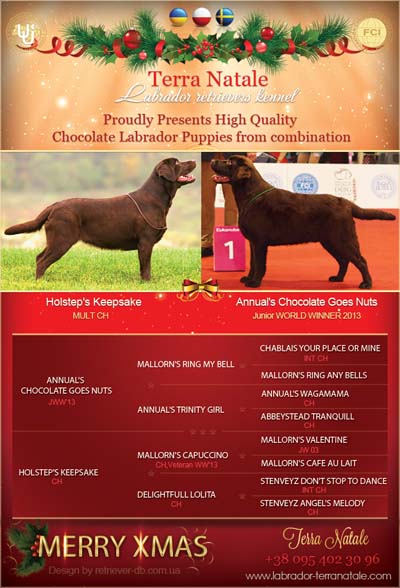 FCI
Terra Natale
Labrador retrievers kennel
Proudly Presents High Quality
Chocolate Labrador Puppies from combination
Eukanuba
1
Holstep's Keepsake
MULT CH
Annual's Chocolate Goes Nuts
Junior WORLD WINNER 2013
ANNUAL'S
CHOCOLATE GOES NUTS
JWW'13
MALLORN'S RING MY BELL
CHABLAIS YOUR PLACE OR MINE
INT CH
MALLORN'S RING ANY BELLS
ANNUAL'S TRINITY GIRL
ANNUAL'S WAGAMAMA
CH
ABBEYSTEAD TRANQUILL
CH
HOLSTEP'S KEEPSAKE
CH
MALLORN'S CAPUCCINO
CH,Veteran WW'13
MALLORN'S VALENTINE
JW 03
MALLORN'S CAFE AU LAIT
DELIGHTFULL LOLITA
CH
STENVEYZ DON'T STOP TO DANCE
INT CH
STENVEYZ ANGEL'S MELODY
CH
MERRY XMAS
Design by retriever-db.com.ua
Terra Natale
+38 095 402 30 96
www.labrador-terranatale.com